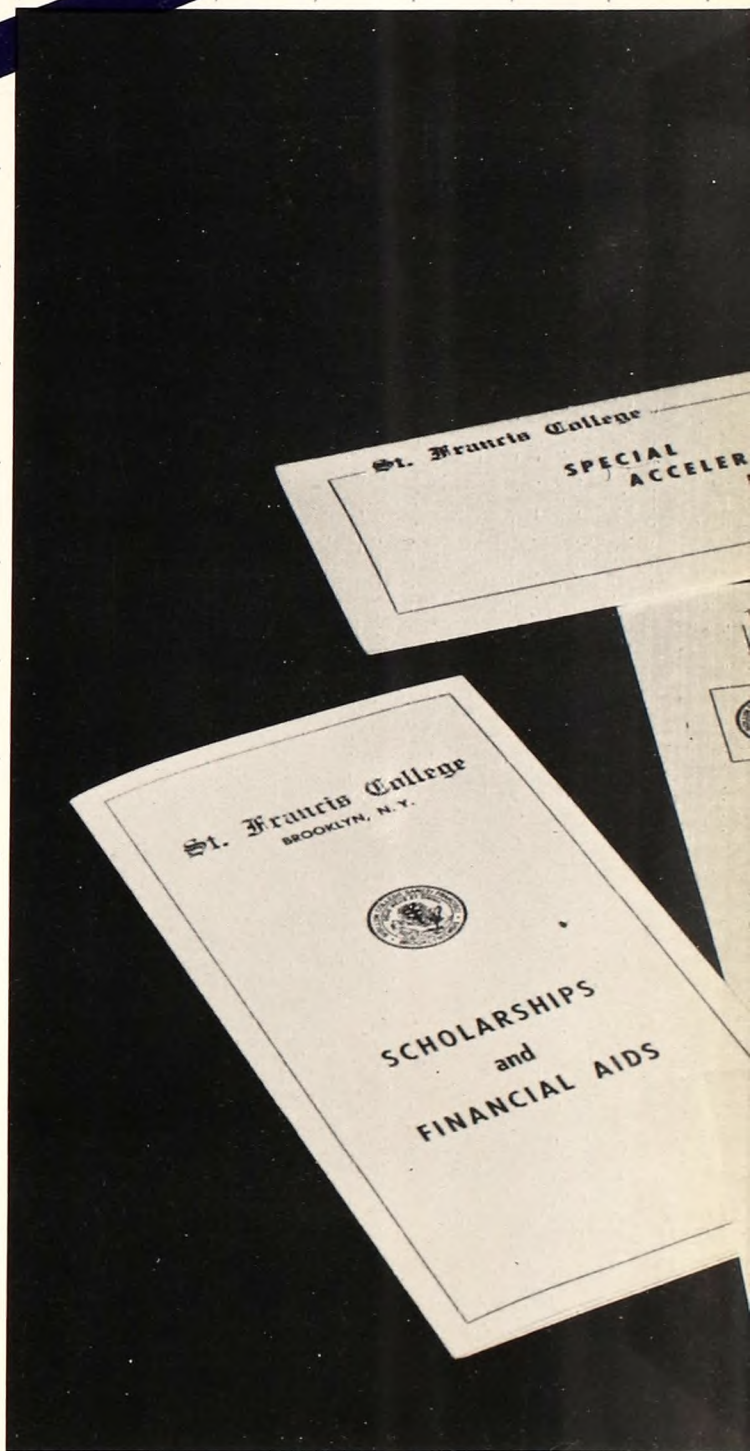 St. Francis College
SPECIAL
ACCELER
St. Francis College
BROOKLYN, N. Y.
SCHOLARSHIPS
and
FINANCIAL AIDS